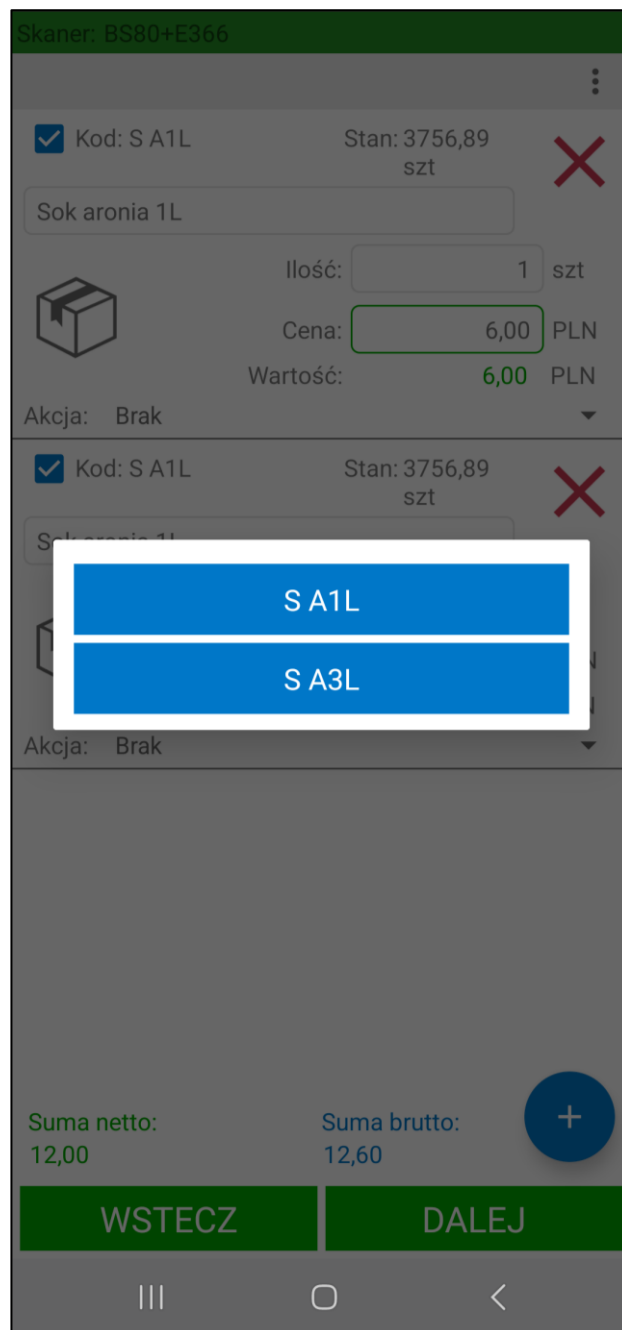 Skaner: BS80+E366
Kod: S A1L
Stan: 3756,89
szt
Sok aronia 1L
Ilość: 1 szt
Cena: 6,00 PLN
Wartość: 6,00 PLN
Akcja: Brak
Kod: S A1L
Stan: 3756,89
szt
S A1L
S A3L
Akcja: Brak
Suma netto:
12,00
Suma brutto:
12,60
+
WSTECZ
DALEJ